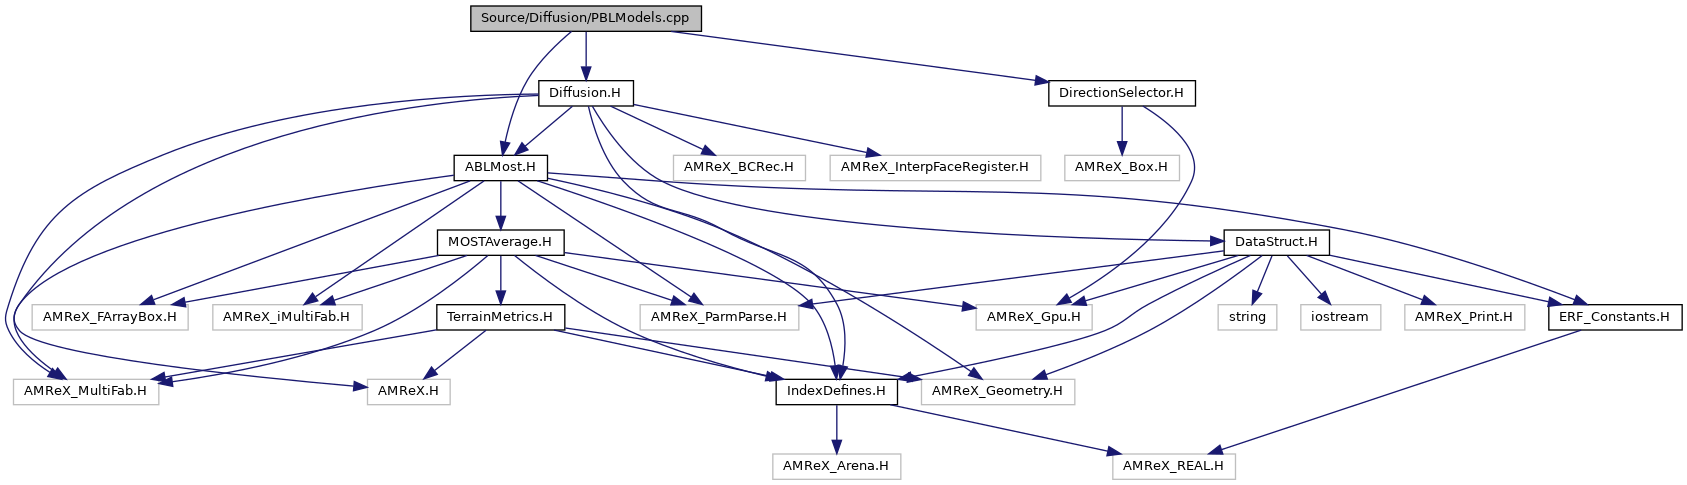 Source/Diffusion/PBLModels.cpp
Diffusion.H
DirectionSelector.H
ABLMost.H
AMReX_BCRec.H
AMReX_InterpFaceRegister.H
AMReX_Box.H
MOSTAverage.H
DataStruct.H
AMReX_FArrayBox.H
AMReX_iMultiFab.H
TerrainMetrics.H
AMReX_ParmParse.H
AMReX_Gpu.H
string
iostream
AMReX_Print.H
ERF_Constants.H
AMReX_MultiFab.H
AMReX.H
IndexDefines.H
AMReX_Geometry.H
AMReX_Arena.H
AMReX_REAL.H